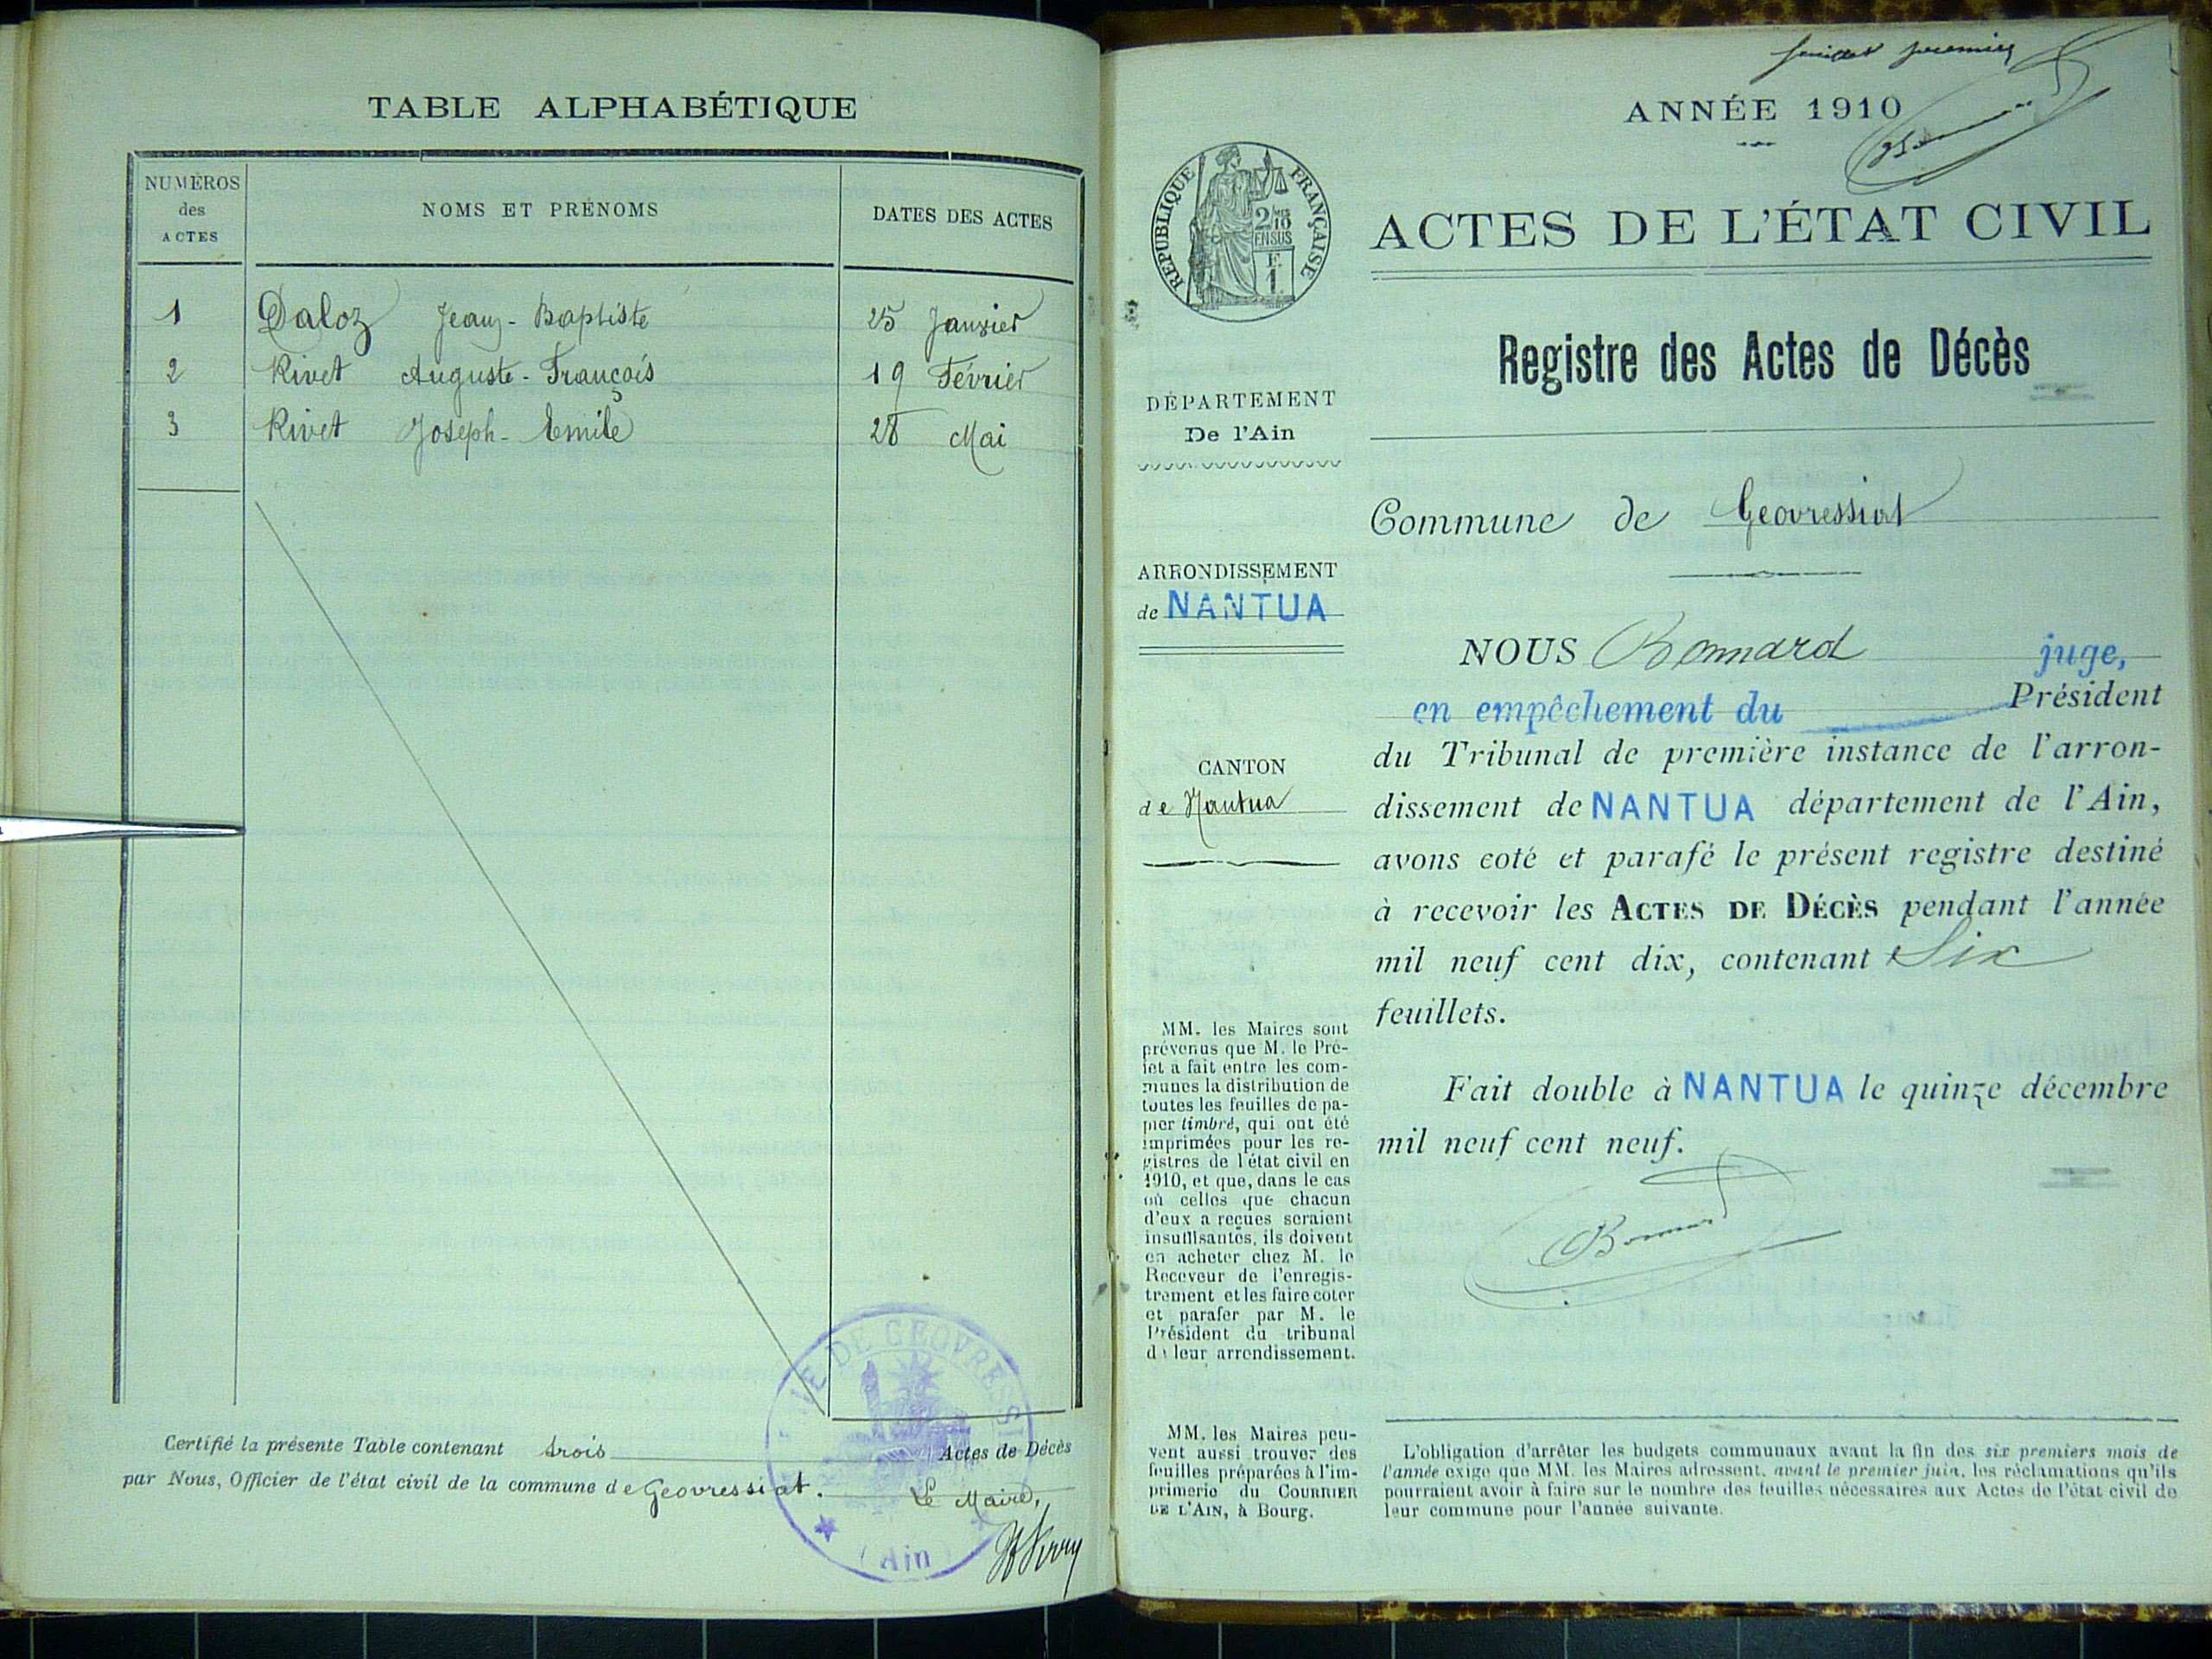 TABLE ALPHABÉTIQUE
NUMÉROS
des
ACTES
NOMS ET PRÉNOMS
DATES DES ACTES
1 Daloz Jean-Baptiste 25 Janvier
2 Rivet Auguste-François 19 Février
3 Rivet Joseph-Emile 28 Mai
Certifié la présente Table contenant trois Actes de Décès
par Nous, Officier de l'état civil de la commune de Geovressiat.
Le Maire,
DE GEOVRESSI
(Ain)
feuillet premier
ANNÉE 1910
RÉPUBLIQUE FRANÇAISE
2/10
EN SUS
F.
1.
ACTES DE L'ÉTAT CIVIL
Registre des Actes de Décès
DÉPARTEMENT
De l'Ain
Commune de Geovressiat
ARRONDISSEMENT
de NANTUA
CANTON
de Nantua
NOUS Bonnard juge,
en empêchement du Président
du Tribunal de première instance de l'arron-
dissement de NANTUA département de l'Ain,
avons coté et parafé le présent registre destiné
à recevoir les ACTES DE DÉCÈS pendant l'année
mil neuf cent dix, contenant Six
feuillets.
Fait double à NANTUA le quinze décembre
mil neuf cent neuf.
Bonnard
MM. les Maires sont
prévenus que M. le Pré-
fet a fait entre les com-
munes la distribution de
toutes les feuilles de pa-
pier timbré, qui ont été
imprimées pour les re-
gistres de l'état civil en
1910, et que, dans le cas
où celles que chacun
d'eux a reçues seraient
insuffisantes, ils doivent
en acheter chez M. le
Receveur de l'enregis-
trement et les faire coter
et parafer par M. le
Président du tribunal
de leur arrondissement.
MM. les Maires peu-
vent aussi trouver des
feuilles préparées à l'im-
primerie du COURRIER
DE L'AIN, à Bourg.
L'obligation d'arrêter les budgets communaux avant la fin des six premiers mois de
l'année exige que MM. les Maires adressent, avant le premier juin, les réclamations qu'ils
pourraient avoir à faire sur le nombre des feuilles nécessaires aux Actes de l'état civil de
leur commune pour l'année suivante.